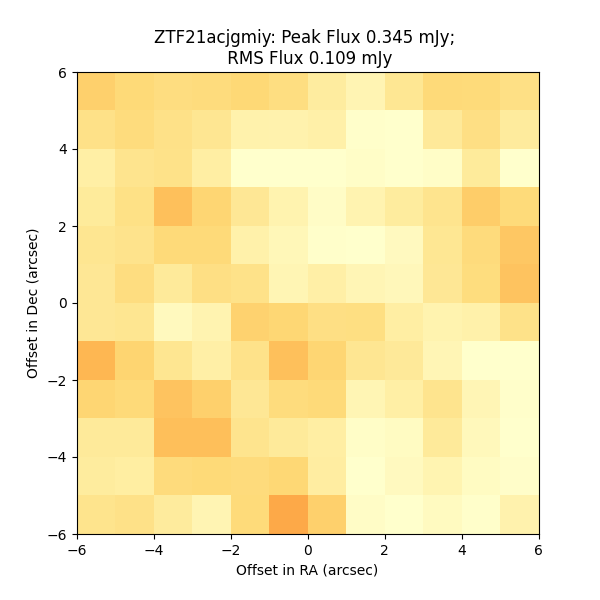 ZTF21acjgmiy: Peak Flux 0.345 mJy;
RMS Flux 0.109 mJy
6
4
2
0
−2
−4
−6
Offset in Dec (arcsec)
−6 −4 −2 0 2 4 6
Offset in RA (arcsec)